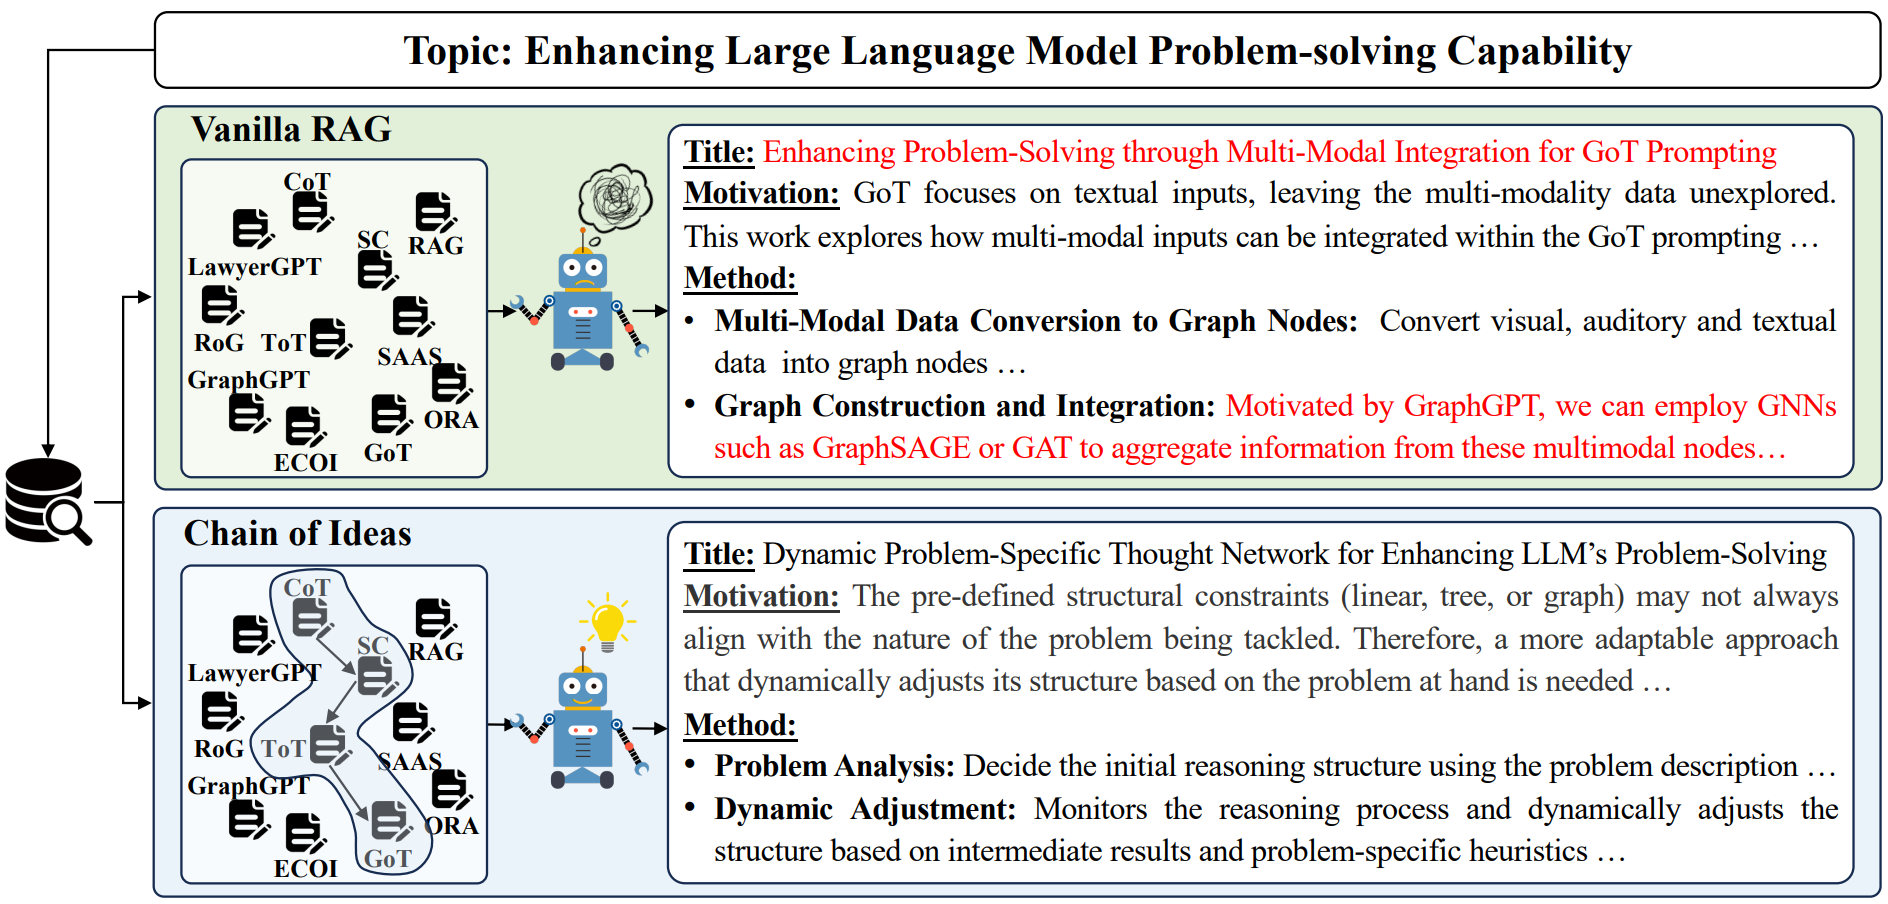 Topic: Enhancing Large Language Model Problem-solving Capability
Vanilla RAG
CoT
LawyerGPT
SC
RAG
RoG
ToT
SAAS
GraphGPT
ECOI
GoT
ORA
Title: Enhancing Problem-Solving through Multi-Modal Integration for GoT Prompting
Motivation: GoT focuses on textual inputs, leaving the multi-modality data unexplored.
This work explores how multi-modal inputs can be integrated within the GoT prompting …
Method:
• Multi-Modal Data Conversion to Graph Nodes: Convert visual, auditory and textual
data into graph nodes …
• Graph Construction and Integration: Motivated by GraphGPT, we can employ GNNs
such as GraphSAGE or GAT to aggregate information from these multimodal nodes…
Chain of Ideas
CoT
LawyerGPT
SC
RAG
RoG
ToT
SAAS
GraphGPT
ECOI
GoT
ORA
Title: Dynamic Problem-Specific Thought Network for Enhancing LLM’s Problem-Solving
Motivation: The pre-defined structural constraints (linear, tree, or graph) may not always
align with the nature of the problem being tackled. Therefore, a more adaptable approach
that dynamically adjusts its structure based on the problem at hand is needed …
Method:
• Problem Analysis: Decide the initial reasoning structure using the problem description …
• Dynamic Adjustment: Monitors the reasoning process and dynamically adjusts the
structure based on intermediate results and problem-specific heuristics …